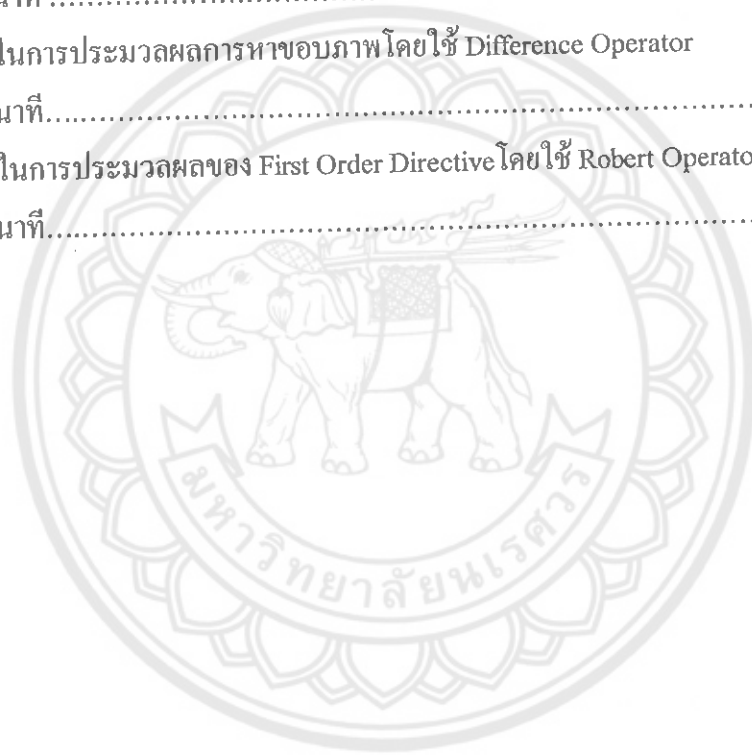 ในการประมวลผลการหาขอบภาพโดยใช้ Difference Operator
นาที...........................................................................
ในการประมวลผลของ First Order Directive โดยใช้ Robert Operato
นาที...........................................................................
มหาวิทยาลัยนเรศวร